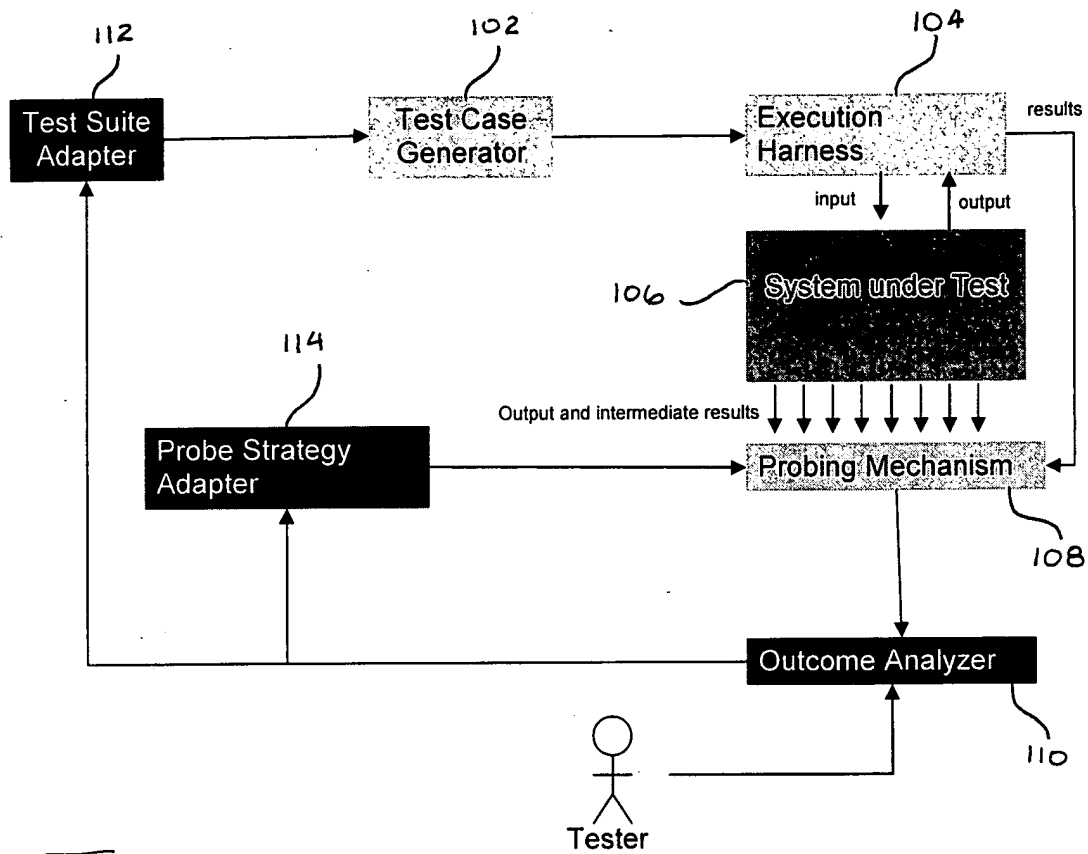 112
102
104
Test Suite
Adapter
Test Case
Generator
Execution
Harness
results
input
output
106
System under Test
114
Output and intermediate results
Probe Strategy
Adapter
Probing Mechanism
108
Outcome Analyzer
110
Tester